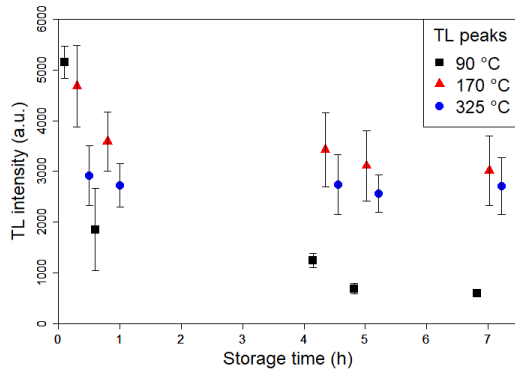 TL peaks
90 °C
170 °C
325 °C
TL intensity (a.u.)
0
1000
2000
3000
4000
5000
6000
0 1 2 3 4 5 6 7
Storage time (h)